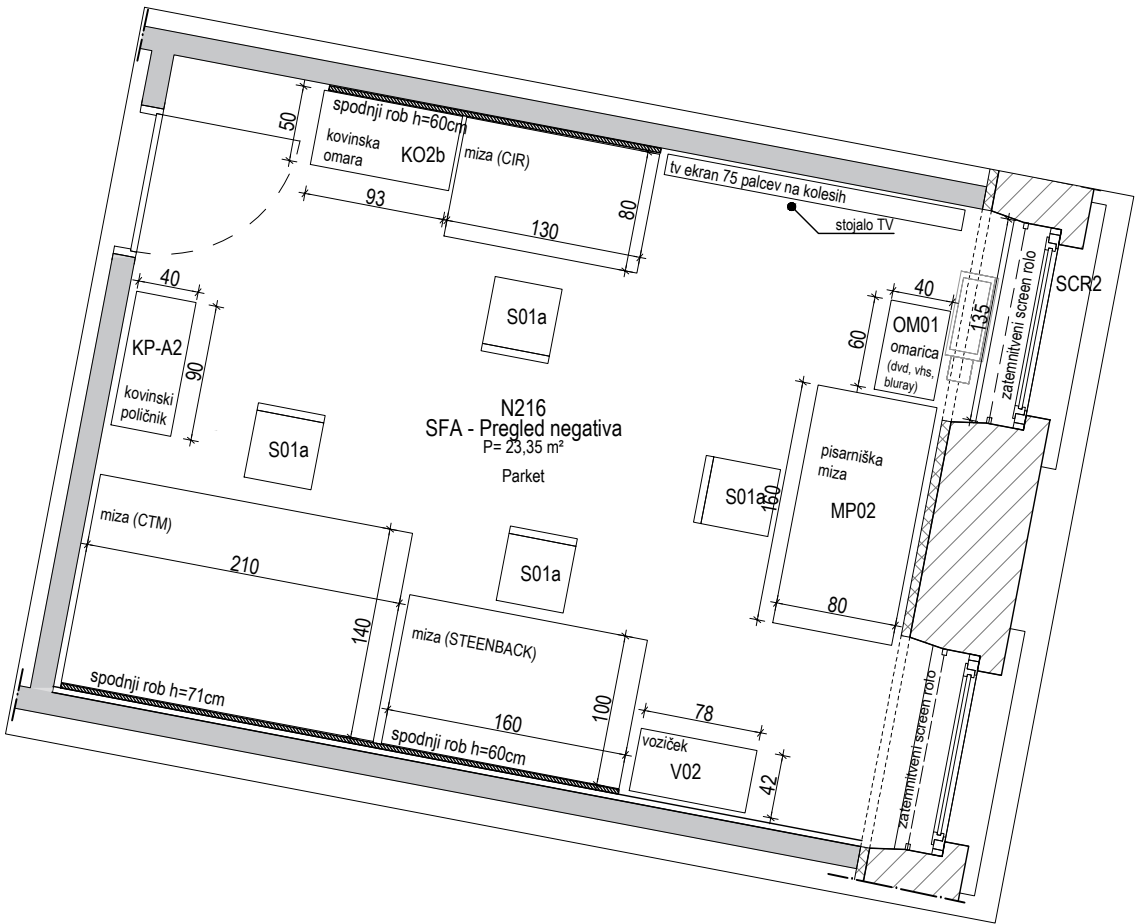 spodnji rob h=60cm
50
kovinska
omara
KO2b
miza (CIR)
93
130
80
tv ekran 75 palcev na kolesih
stojalo TV
SCR2
zatemnitveni screen rolo
135
40
OM01
omarica
(dvd, vhs,
bluray)
60
40
KP-A2
kovinski
poličnik
90
S01a
S01a
N216
SFA - Pregled negativa
P= 23,35 m²
Parket
S01a
160
pisarniška
miza
MP02
80
S01a
miza (CTM)
210
140
spodnji rob h=71cm
miza (STEENBACK)
160
100
spodnji rob h=60cm
78
voziček
V02
42
zatemnitveni screen rolo